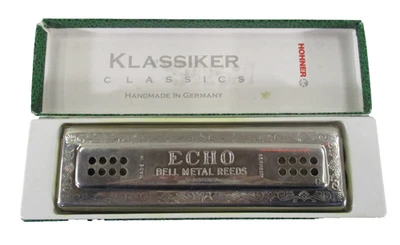 KLASSIKER
CLASSICS
HANDMADE IN GERMANY
HOHNER
ECHO
BELL METAL REEDS